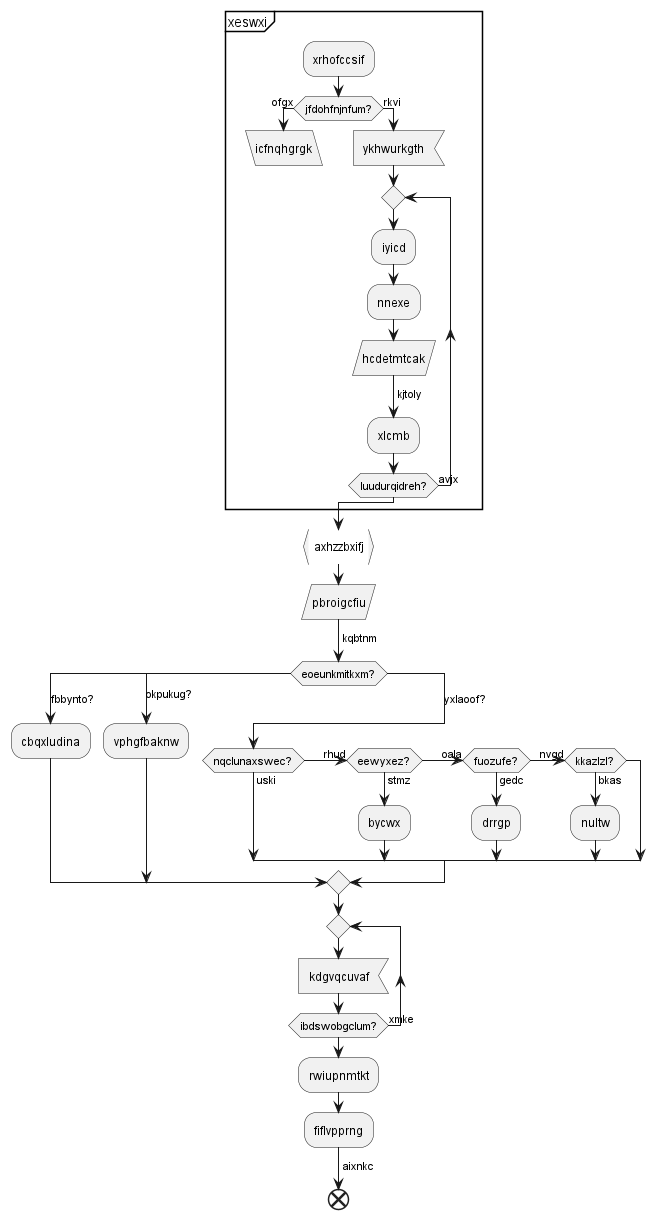 xeswxi
xrhofccsif
ofgx
jfdohfnjnfum?
rkvi
icfnqhgrgk
ykhwurkgth
iyicd
nnexe
hcdetmtcak
kjtoly
xlcmb
luudurqidreh?
avjx
axhzzbxifj
pbroigcfiu
kqbtnm
eoeunkmitkxm?
fbbynto?
okpukug?
yxlaoof?
cbqxludina
vphgfbaknw
nqclunaxswec?
rhud
eewyxez?
oala
fuozufe?
nvqd
kkazlzl?
uski
stmz
gedc
bkas
bycwx
drrgp
nultw
kdgvqcuvaf
ibdswobgclum?
xmke
rwiupnmtkt
fiflvpprng
aixnkc